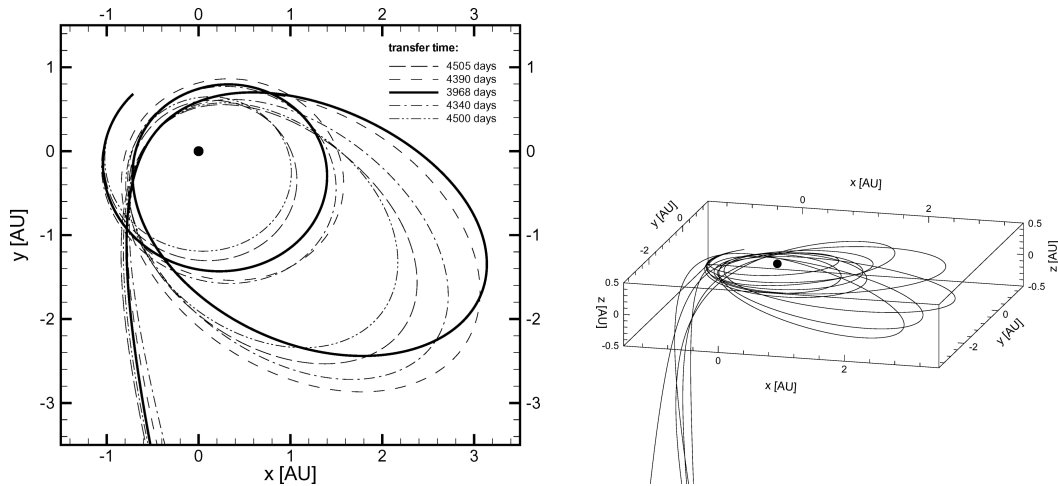 -1 0 1 2 3
transfer time:
4505 days
4390 days
3968 days
4340 days
4500 days
1 1
0 0
-1 -1
-2 -2
-3 -3
y [AU]
-1 0 1 2 3
x [AU]
x [AU]
0 2
y [AU]
0
-2
0.5
0
-0.5
z [AU]
0.5
0
-0.5
z [AU]
0
-2
y [AU]
0 2
x [AU]